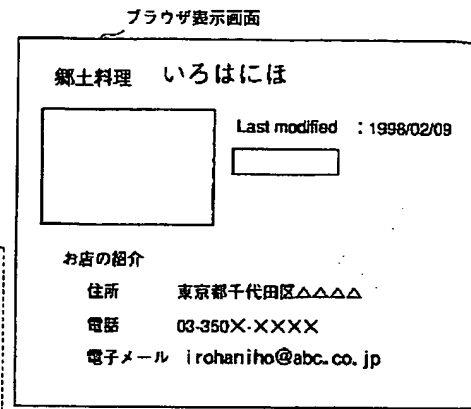 ブラウザ表示画面
郷土料理 いろはにほ
Last modified : 1998/02/09
お店の紹介
住所 東京都千代田区△△△△
電話 03-350X-XXXX
電子メール irohaniho@abc.co.jp